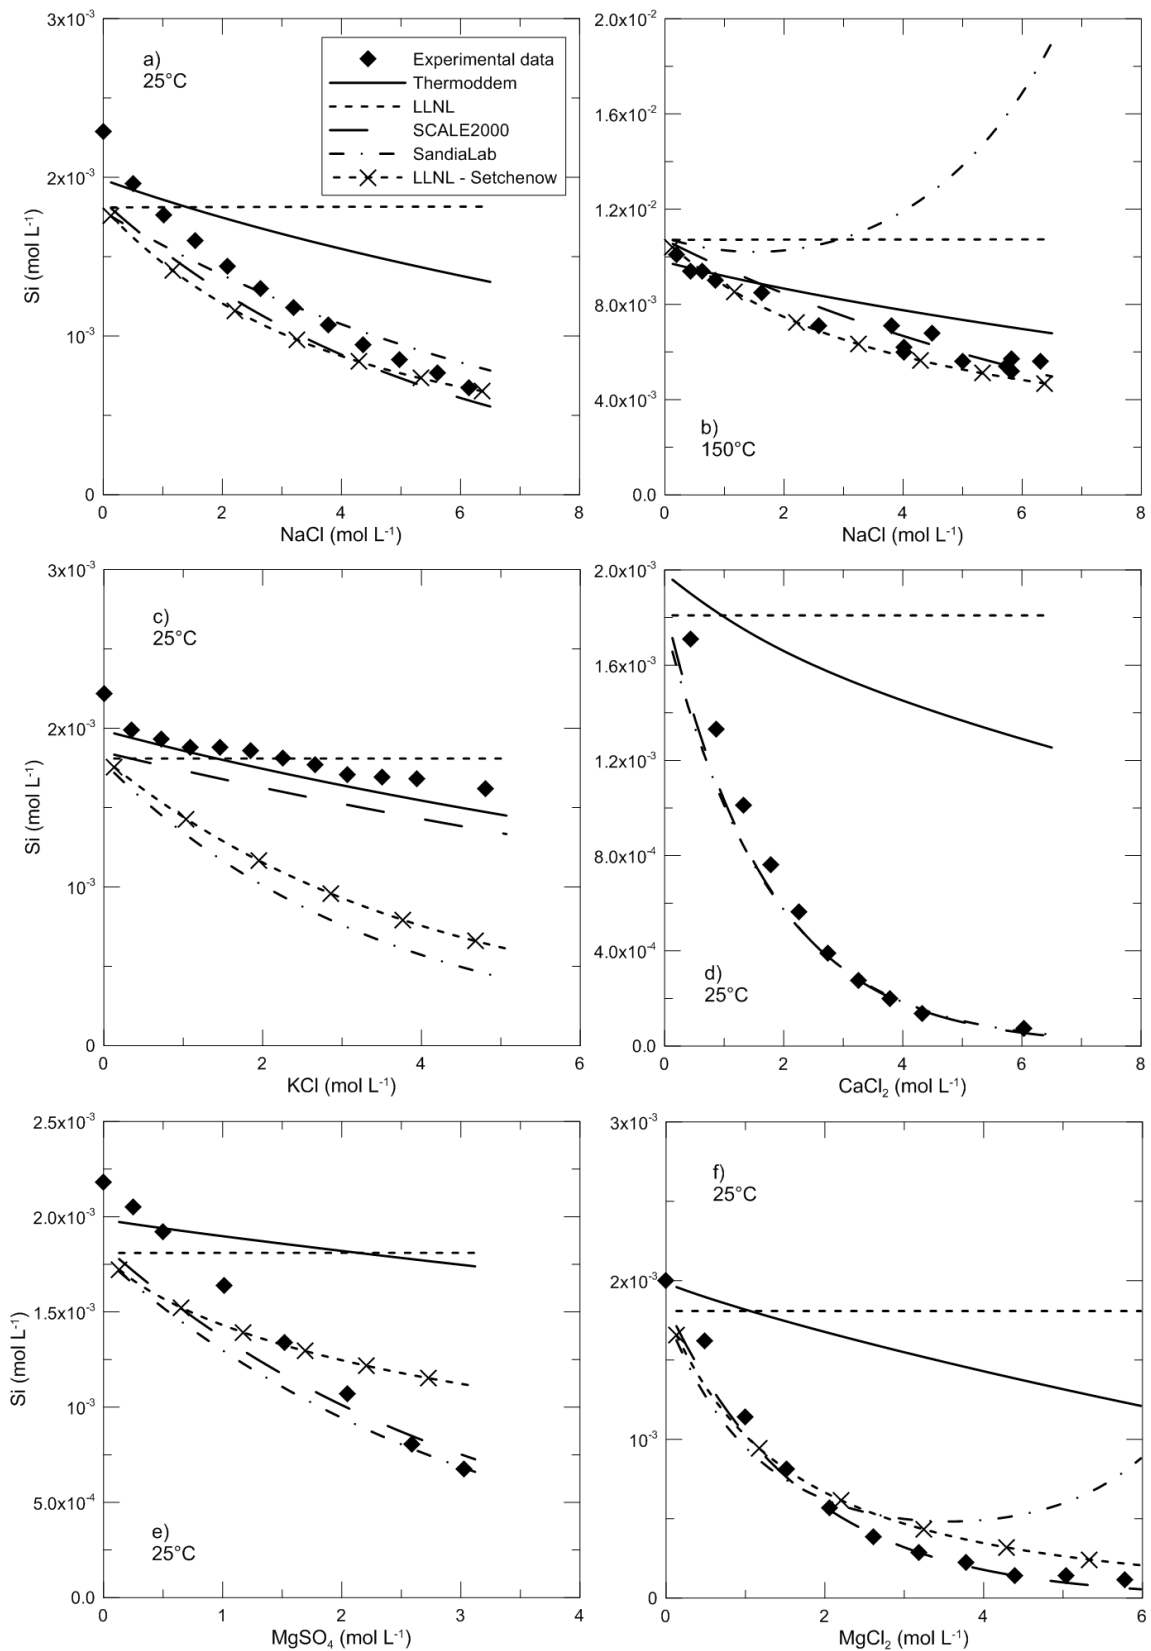 3x10-3
2x10-3
10-3
0
Si (mol L-1)
a)
25°C
Experimental data
Thermoddem
LLNL
SCALE2000
SandiaLab
LLNL - Setchenow
0 2 4 6 8
NaCl (mol L-1)
2.0x10-2
1.6x10-2
1.2x10-2
8.0x10-3
4.0x10-3
0.0
b)
150°C
0 2 4 6 8
NaCl (mol L-1)
3x10-3
2x10-3
10-3
0
Si (mol L-1)
c)
25°C
0 2 4 6
KCl (mol L-1)
2.0x10-3
1.6x10-3
1.2x10-3
8.0x10-4
4.0x10-4
0.0
d)
25°C
0 2 4 6 8
CaCl2 (mol L-1)
2.5x10-3
2.0x10-3
1.5x10-3
10-3
5.0x10-4
0.0
Si (mol L-1)
e)
25°C
0 1 2 3 4
MgSO4 (mol L-1)
3x10-3
2x10-3
10-3
0
f)
25°C
0 2 4 6
MgCl2 (mol L-1)